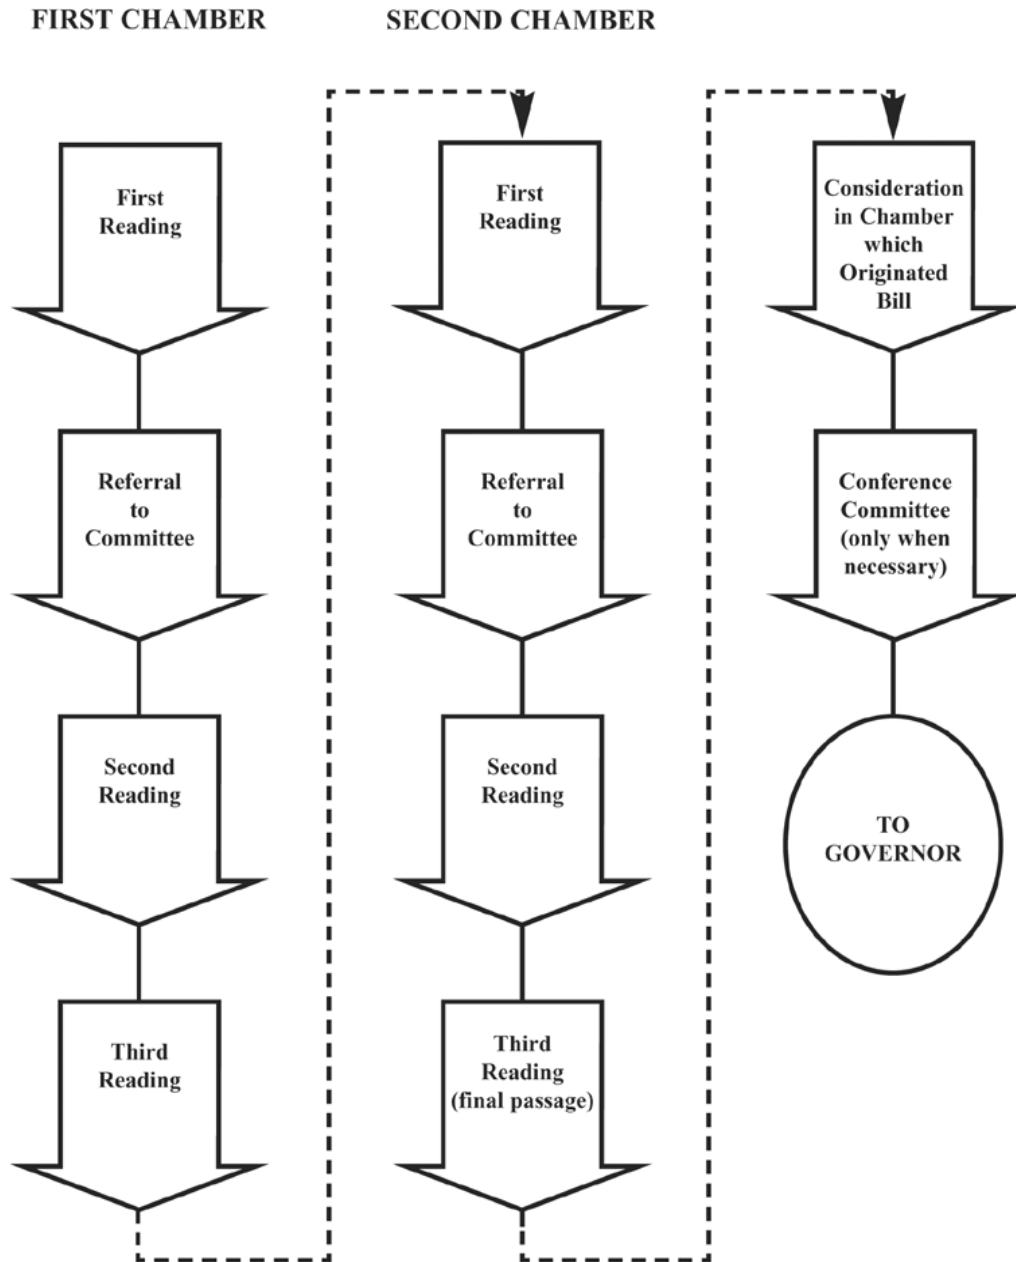 FIRST CHAMBER
First
Reading
Referral
to
Committee
Second
Reading
Third
Reading
SECOND CHAMBER
First
Reading
Referral
to
Committee
Second
Reading
Third
Reading
(final passage)
Consideration
in Chamber
which
Originated
Bill
Conference
Committee
(only when
necessary)
TO
GOVERNOR